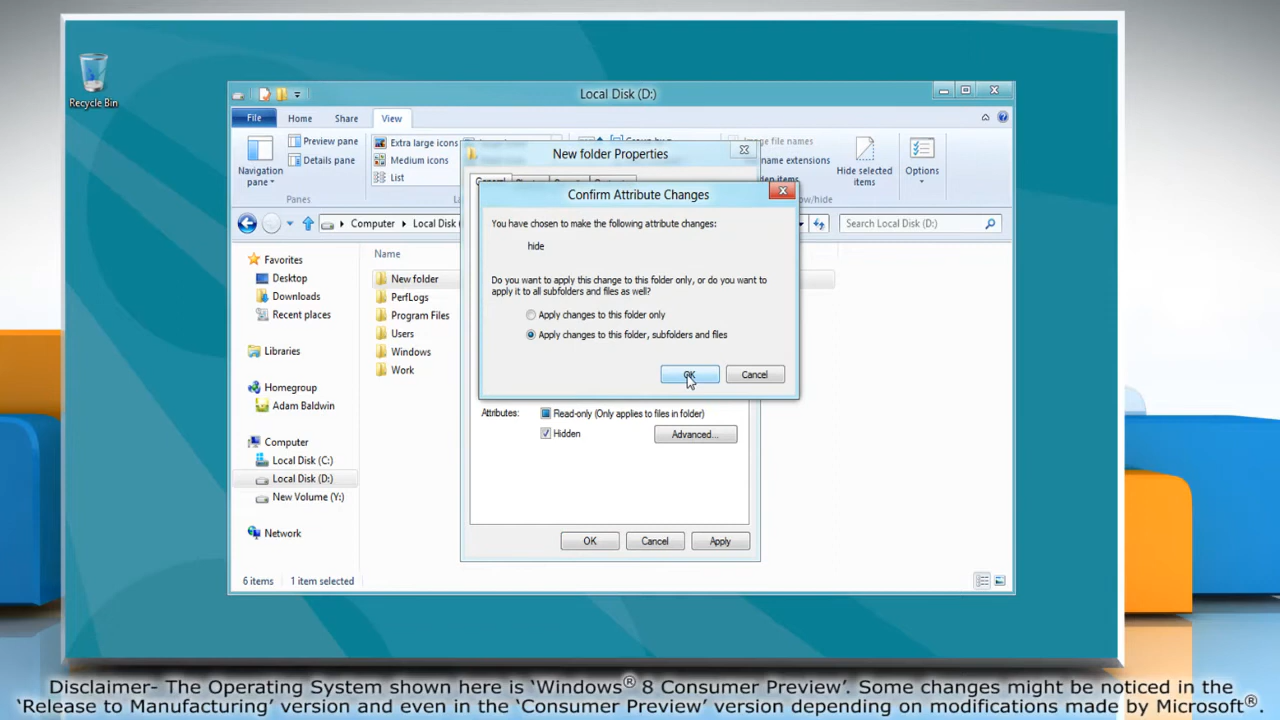 Recycle Bin
Local Disk (D:)
File
Home
Share
View
Preview pane
Details pane
Navigation
pane
Panes
Extra large icons
Medium icons
List
Hide selected
items
Options
Computer
Local Disk
Search Local Disk (D:)
Favorites
Desktop
Downloads
Recent places
Libraries
Homegroup
Adam Baldwin
Computer
Local Disk (C:)
Local Disk (D:)
New Volume (Y:)
Network
Name
New folder
PerfLogs
Program Files
Users
Windows
Work
6 items
1 item selected
New folder Properties
Confirm Attribute Changes
You have chosen to make the following attribute changes:
hide
Do you want to apply this change to this folder only, or do you want to
apply it to all subfolders and files as well?
Apply changes to this folder only
Apply changes to this folder, subfolders and files
OK
Cancel
Attributes:
Read-only (Only applies to files in folder)
Hidden
Advanced...
OK
Cancel
Apply
Disclaimer- The Operating System shown here is ‘Windows® 8 Consumer Preview’. Some changes might be noticed in the
‘Release to Manufacturing’ version and even in the ‘Consumer Preview’ version depending on modifications made by Microsoft®.